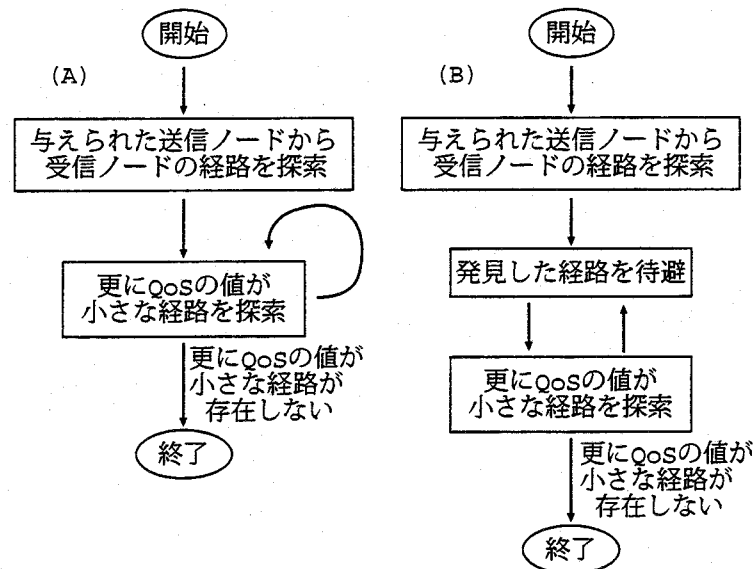 (A)
開始
与えられた送信ノードから
受信ノードの経路を探索
更にQoSの値が
小さな経路を探索
更にQoSの値が
小さな経路が
存在しない
終了
(B)
開始
与えられた送信ノードから
受信ノードの経路を探索
発見した経路を待避
更にQoSの値が
小さな経路を探索
更にQoSの値が
小さな経路が
存在しない
終了